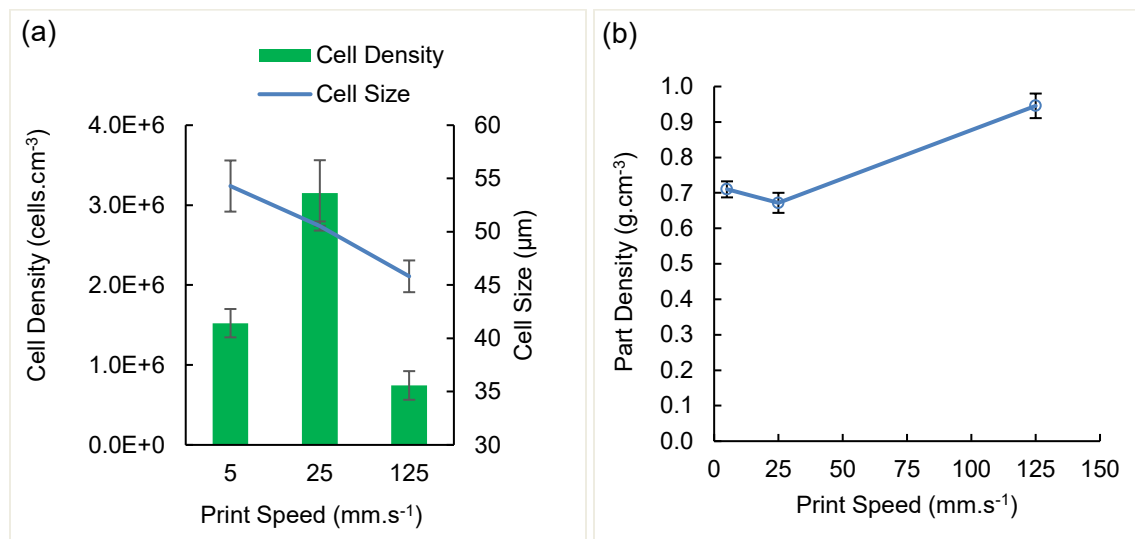 (a)
Cell Density
Cell Size
Cell Density (cells.cm-3)
4.0E+6
3.0E+6
2.0E+6
1.0E+6
0.0E+0
60
55
50
45
40
35
30
Cell Size (µm)
5 25 125
Print Speed (mm.s-1)
(b)
Part Density (g.cm-3)
1.0
0.9
0.8
0.7
0.6
0.5
0.4
0.3
0.2
0.1
0.0
0 25 50 75 100 125 150
Print Speed (mm.s-1)